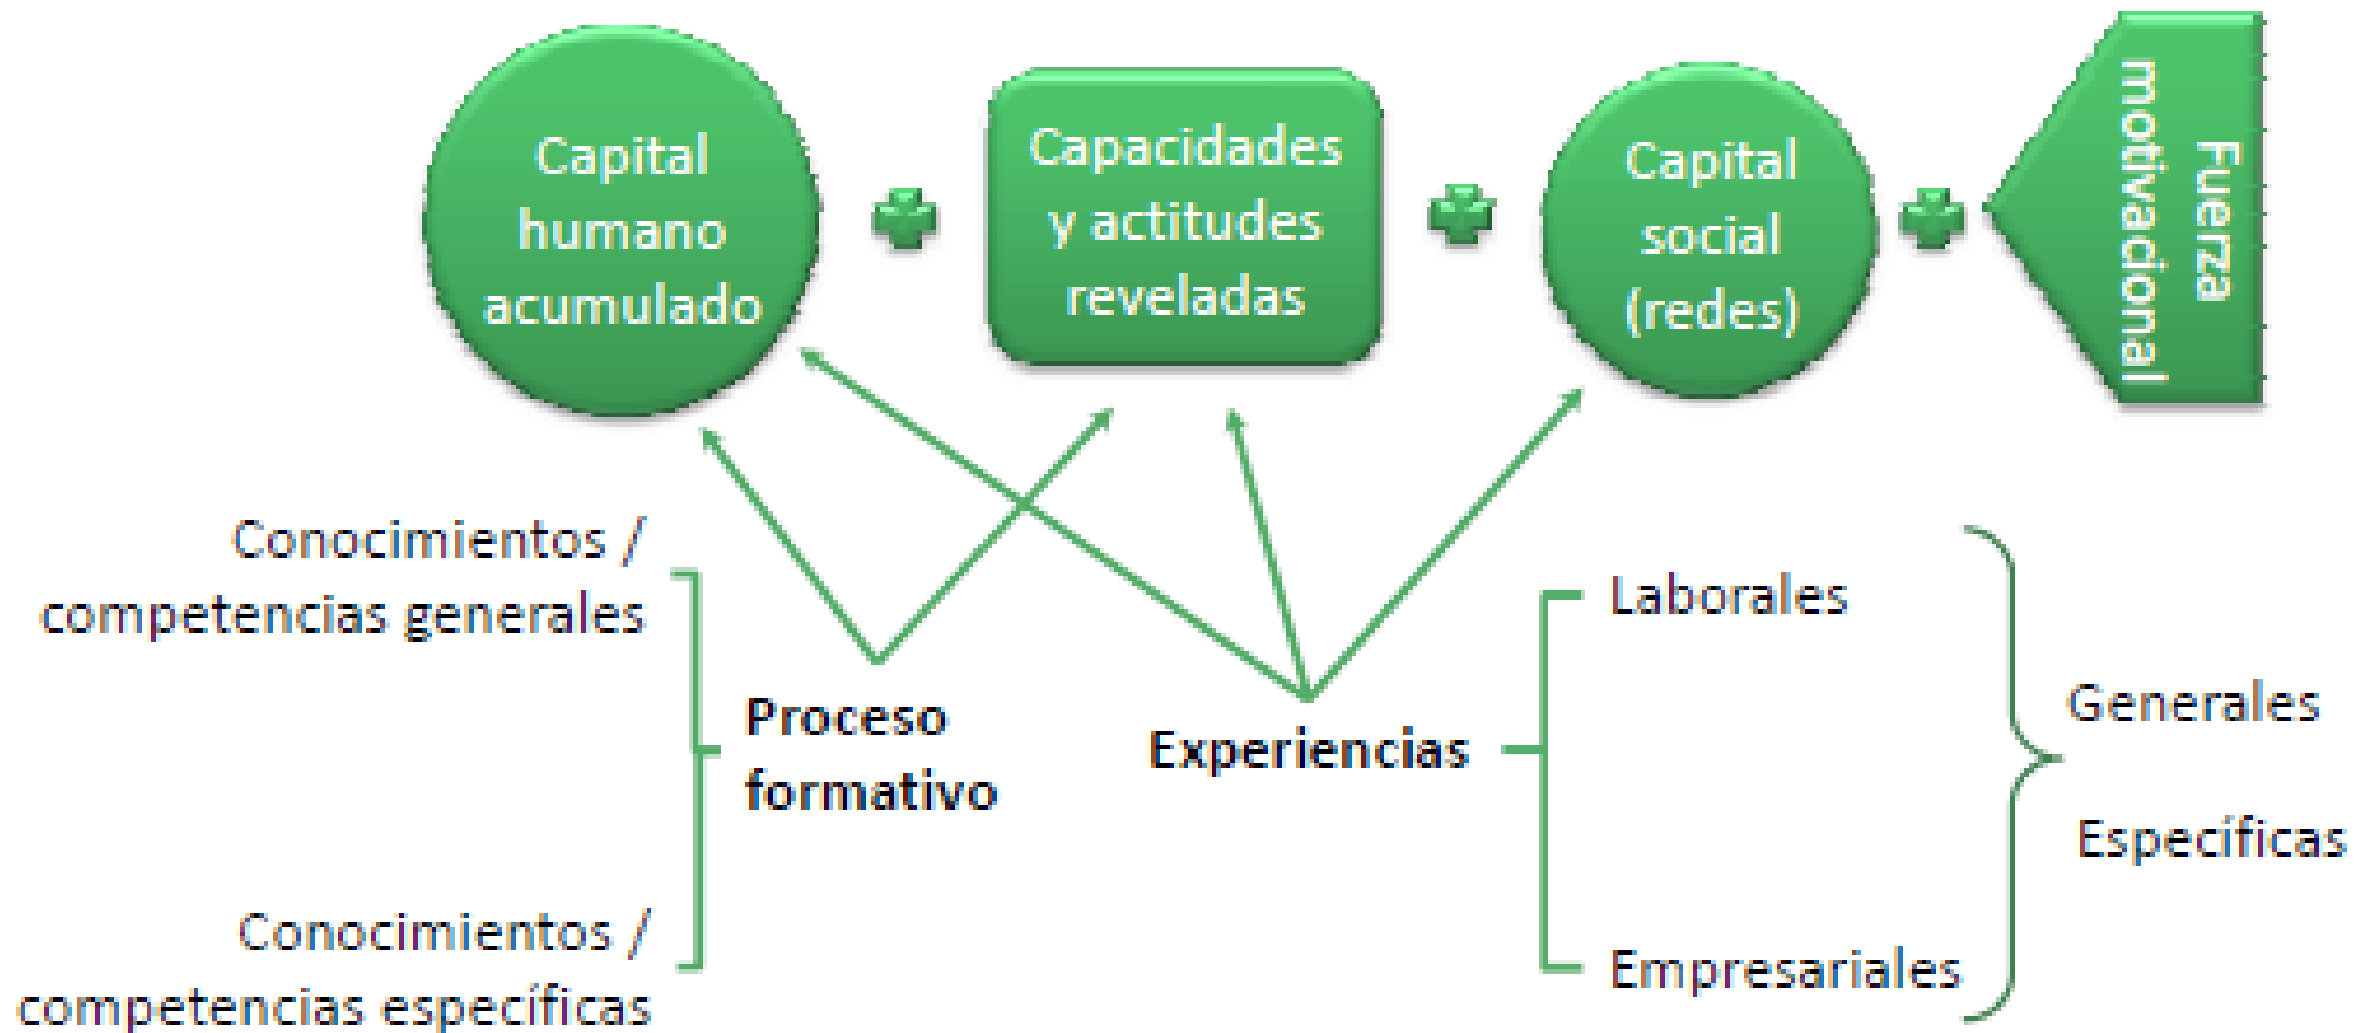 Capital
humano
acumulado
Capacidades
y actitudes
reveladas
Capital
social
(redes)
Fuerza
motivacional
Conocimientos /
competencias generales
Proceso
formativo
Conocimientos /
competencias específicas
Experiencias
Laborales
Empresariales
Generales
Específicas